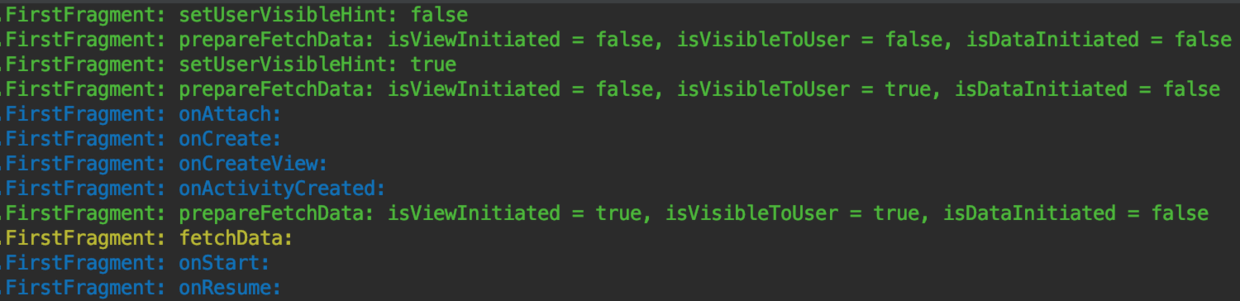 .FirstFragment: setUserVisibleHint: false
.FirstFragment: prepareFetchData: isViewInitiated = false, isVisibleToUser = false, isDataInitiated = false
.FirstFragment: setUserVisibleHint: true
.FirstFragment: prepareFetchData: isViewInitiated = false, isVisibleToUser = true, isDataInitiated = false
.FirstFragment: onAttach:
.FirstFragment: onCreate:
.FirstFragment: onCreateView:
.FirstFragment: onActivityCreated:
.FirstFragment: prepareFetchData: isViewInitiated = true, isVisibleToUser = true, isDataInitiated = false
.FirstFragment: fetchData:
.FirstFragment: onStart:
.FirstFragment: onResume: